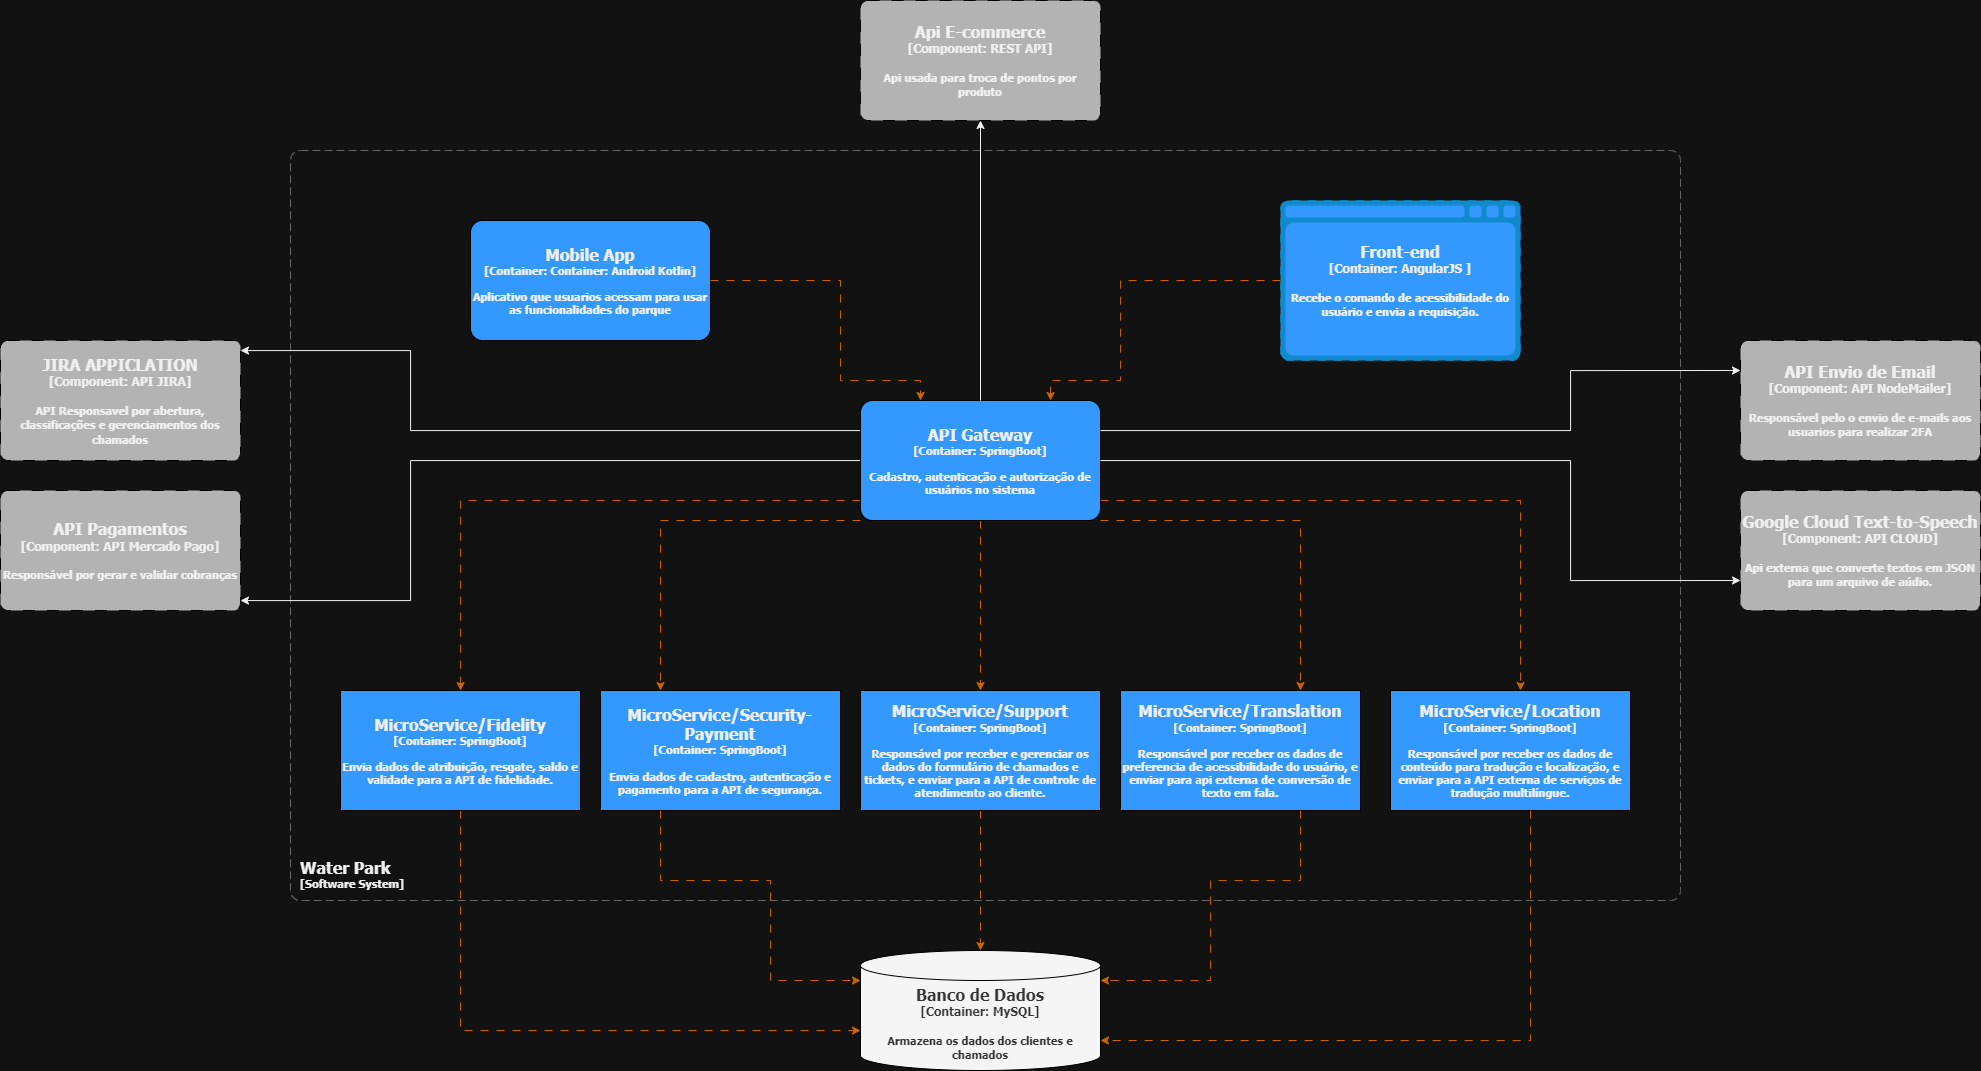 Api E-commerce
[Component: REST API]
Api usada para troca de pontos por
produto
Mobile App
[Container: Container: Android Kotlin]
Aplicativo que usuarios acessam para usar
as funcionalidades do parque
Front-end
[Container: AngularJS ]
Recebe o comando de acessibilidade do
usuário e envia a requisição.
JIRA APPICLATION
[Component: API JIRA]
API Responsavel por abertura,
classificações e gerenciamentos dos
chamados
API Gateway
[Container: SpringBoot]
Cadastro, autenticação e autorização de
usuários no sistema
API Envio de Email
[Component: API NodeMailer]
Responsável pelo o envio de e-mails aos
usuarios para realizar 2FA
API Pagamentos
[Component: API Mercado Pago]
Responsável por gerar e validar cobranças
Google Cloud Text-to-Speech
[Component: API CLOUD]
Api externa que converte textos em JSON
para um arquivo de aúdio.
MicroService/Fidelity
[Container: SpringBoot]
Envia dados de atribuição, resgate, saldo e
validade para a API de fidelidade.
MicroService/Security-
Payment
[Container: SpringBoot]
Envia dados de cadastro, autenticação e
pagamento para a API de segurança.
MicroService/Support
[Container: SpringBoot]
Responsável por receber e gerenciar os
dados do formulário de chamados e
tickets, e enviar para a API de controle de
atendimento ao cliente.
MicroService/Translation
[Container: SpringBoot]
Responsável por receber os dados de
preferencia de acessibilidade do usuário, e
enviar para api externa de conversão de
texto em fala.
MicroService/Location
[Container: SpringBoot]
Responsável por receber os dados de
conteúdo para tradução e localização, e
enviar para a API externa de serviços de
tradução multilíngue.
Water Park
[Software System]
Banco de Dados
[Container: MySQL]
Armazena os dados dos clientes e
chamados